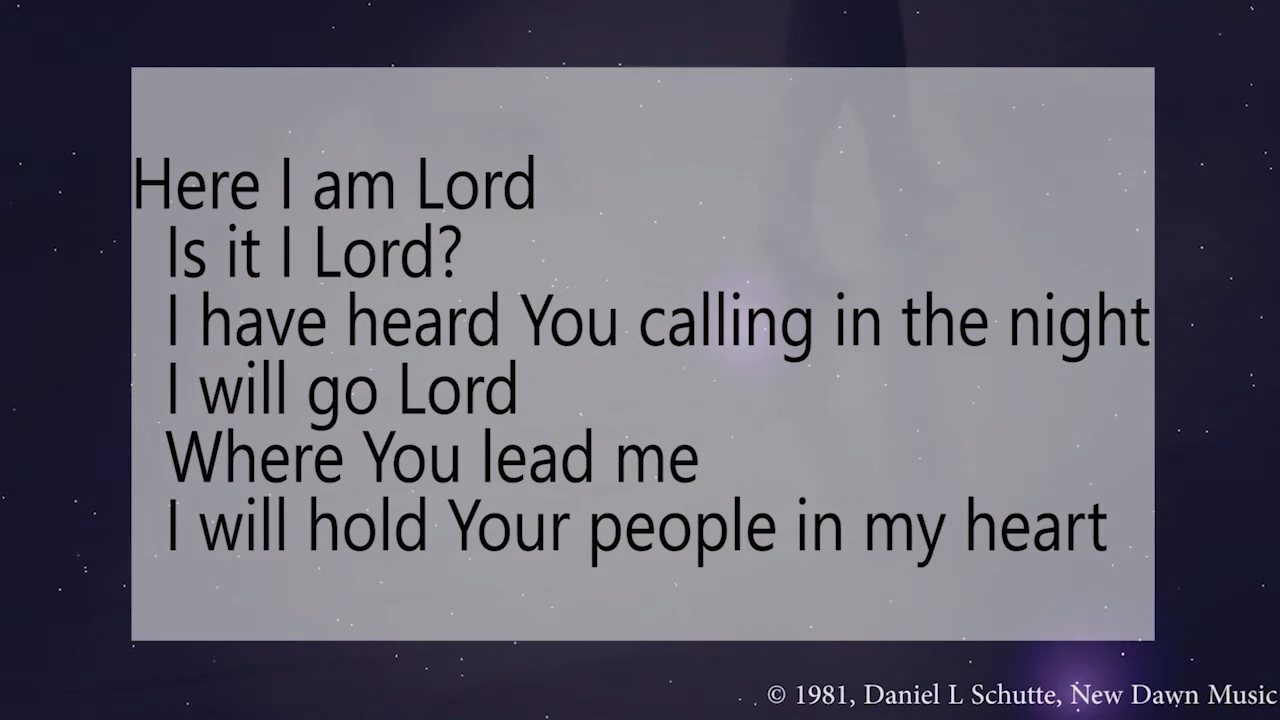 Here I am Lord
Is it I Lord?
I have heard You calling in the night
I will go Lord
Where You lead me
I will hold Your people in my heart
© 1981, Daniel L Schutte, New Dawn Music